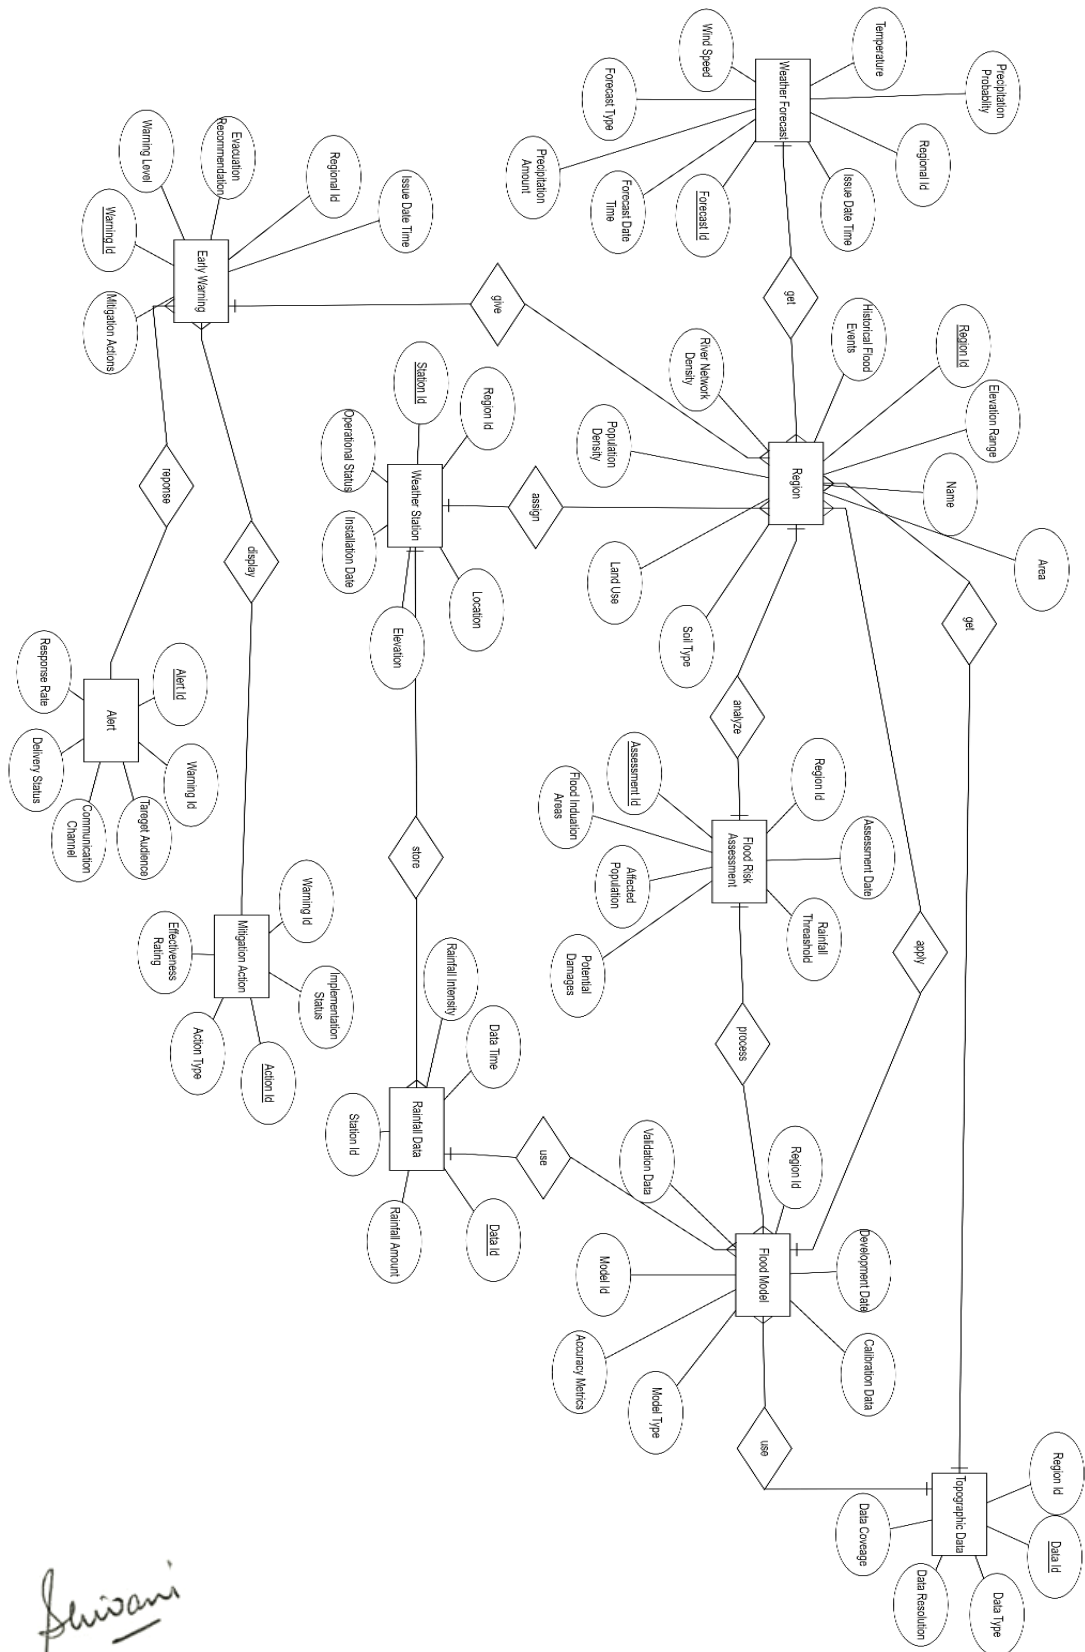 Precipitation
Probablity
Temperature
Regional Id
Issue Date Time
Wind Speed
Weather Forecast
Forecast Type
Precipitation
Amount
Forecast Date
Time
Forecast Id
get
Historical Flood
Events
Region Id
Elevation Range
Name
Area
River Network
Density
Region
Population
Density
Land Use
Soil Type
get
apply
analyze
Region Id
Assessment Date
Rainfall
Threashold
Flood Risk
Assessment
Assessment Id
Flood Induation
Areas
Affected
Population
Potential
Damages
process
Region Id
Development Date
Calibration Data
Validation Data
Flood Model
Model Id
Accuracy Metrics
Model Type
use
Region Id
Data Id
Data Type
Topographic Data
Data Coveage
Data Resolution
give
assign
use
Station Id
Region Id
Location
Weather Station
Operational Status
Installation Date
Elevation
store
Rainfall Intensity
Data Time
Data Id
Rainfall Data
Station Id
Rainfall Amount
Warning Level
Evacuation
Recommendation
Regional Id
Issue Date Time
Early Warning
Warning Id
Mitigation Actions
reponse
display
Alert Id
Warning Id
Alert
Response Rate
Delivery Status
Communication
Channel
Tareget Audience
Warning Id
Implementation
Status
Mitigation Action
Effectiveness
Rating
Action Type
Action Id
Shivani